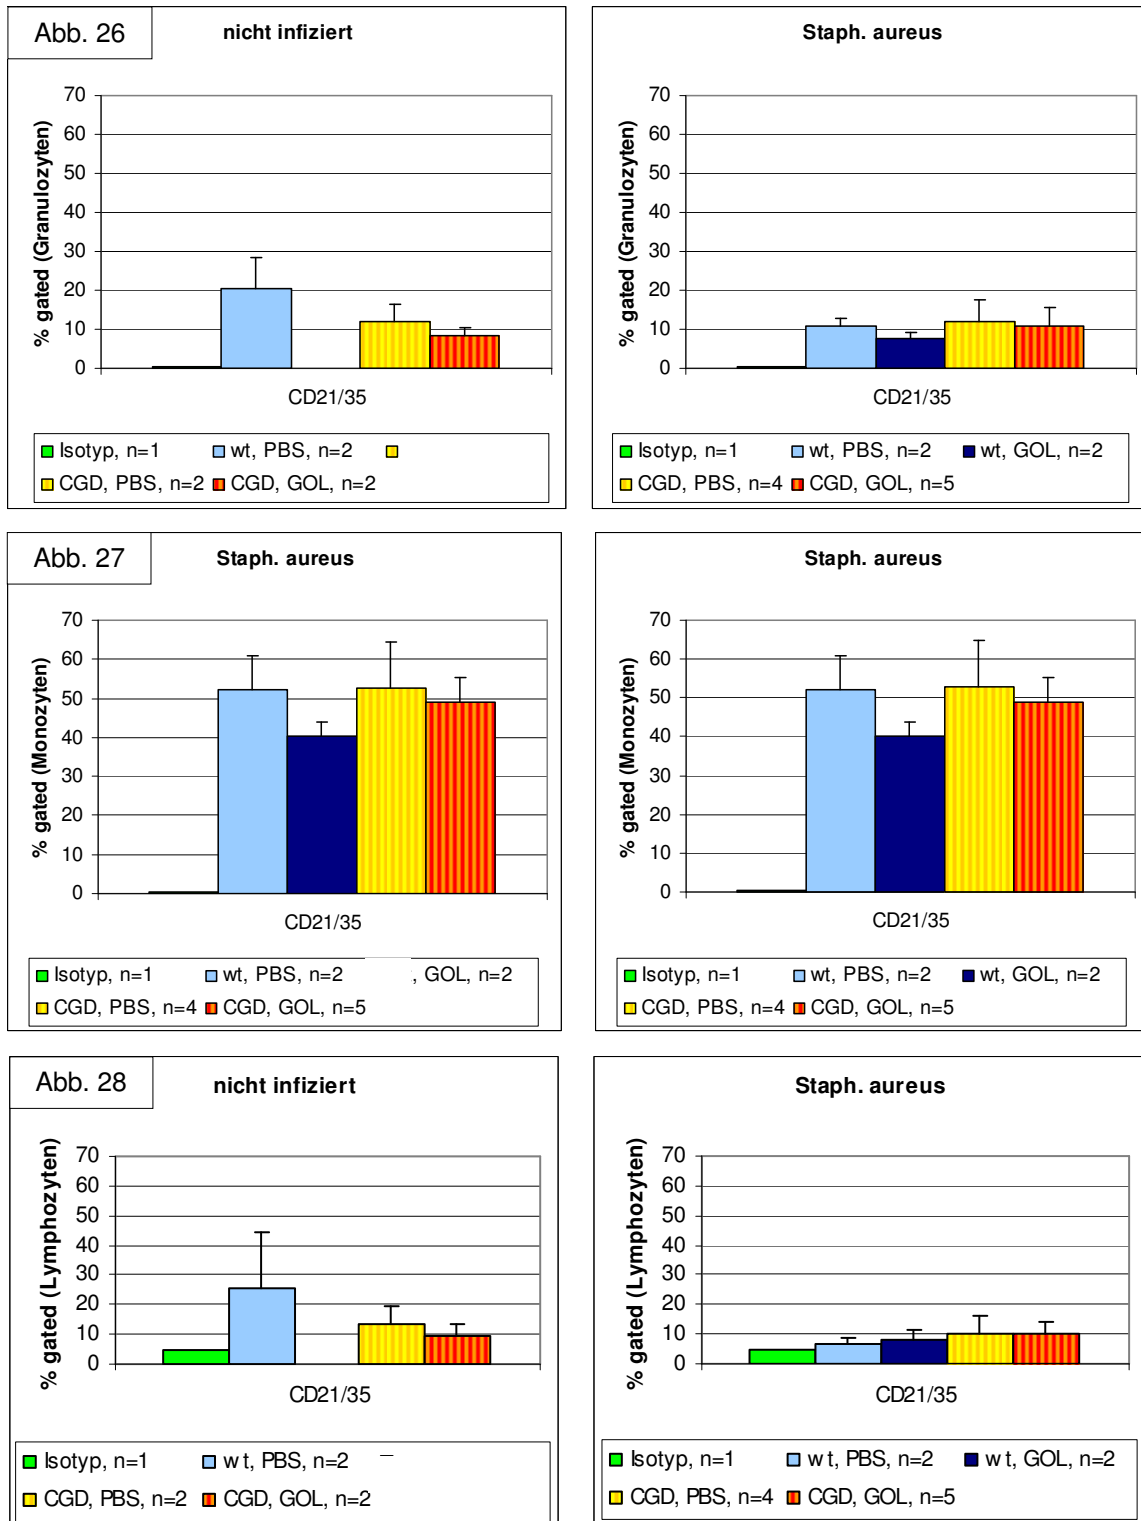 Abb. 26
nicht infiziert
% gated (Granulozyten)
70
60
50
40
30
20
10
0
CD21/35
Isotyp, n=1 wt, PBS, n=2
CGD, PBS, n=2 CGD, GOL, n=2
Staph. aureus
% gated (Granulozyten)
70
60
50
40
30
20
10
0
CD21/35
Isotyp, n=1 wt, PBS, n=2 wt, GOL, n=2
CGD, PBS, n=4 CGD, GOL, n=5
Abb. 27
Staph. aureus
% gated (Monozyten)
70
60
50
40
30
20
10
0
CD21/35
Isotyp, n=1 wt, PBS, n=2 , GOL, n=2
CGD, PBS, n=4 CGD, GOL, n=5
Staph. aureus
% gated (Monozyten)
70
60
50
40
30
20
10
0
CD21/35
Isotyp, n=1 wt, PBS, n=2 wt, GOL, n=2
CGD, PBS, n=4 CGD, GOL, n=5
Abb. 28
nicht infiziert
% gated (Lymphozyten)
70
60
50
40
30
20
10
0
CD21/35
Isotyp, n=1 wt, PBS, n=2
CGD, PBS, n=2 CGD, GOL, n=2
Staph. aureus
% gated (Lymphozyten)
70
60
50
40
30
20
10
0
CD21/35
Isotyp, n=1 wt, PBS, n=2 wt, GOL, n=2
CGD, PBS, n=4 CGD, GOL, n=5